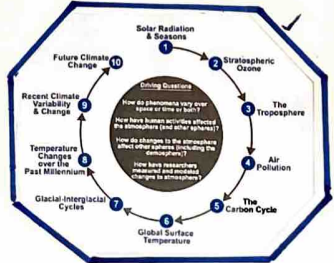 Solar Radiation
& Seasons
1
2
Stratospheric
Ozone
3
The
Troposphere
4
Air
Pollution
5
The
Carbon Cycle
6
Global Surface
Temperature
7
Glacial-Interglacial
Cycles
8
Temperature
Changes
over the
Past Millennium
9
Recent Climate
Variability
& Change
10
Future Climate
Change
Driving Questions
How do phenomena vary over
space or time or both?
How have human activities affected
the atmosphere (and other spheres)?
How do changes to the atmosphere
affect other spheres (including the
demosphere)?
How have researchers
measured and modeled
changes to atmosphere?